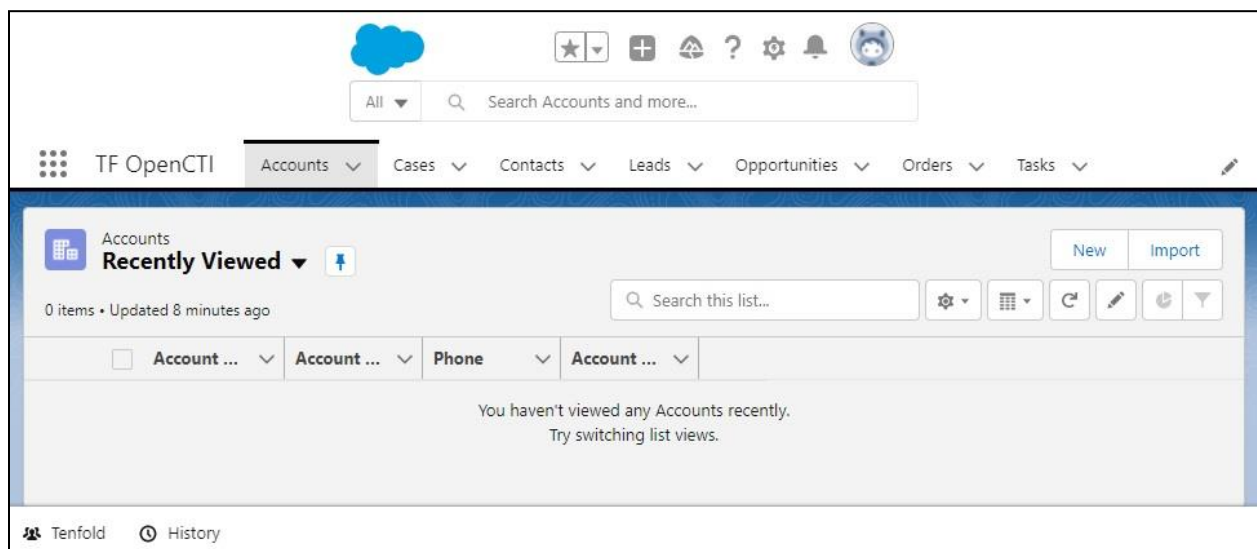 All Search Accounts and more...
TF OpenCTI Accounts Cases Contacts Leads Opportunities Orders Tasks
Accounts
Recently Viewed
New Import
0 items • Updated 8 minutes ago
Search this list...
Account ... Account ... Phone Account ...
You haven't viewed any Accounts recently.
Try switching list views.
Tenfold History